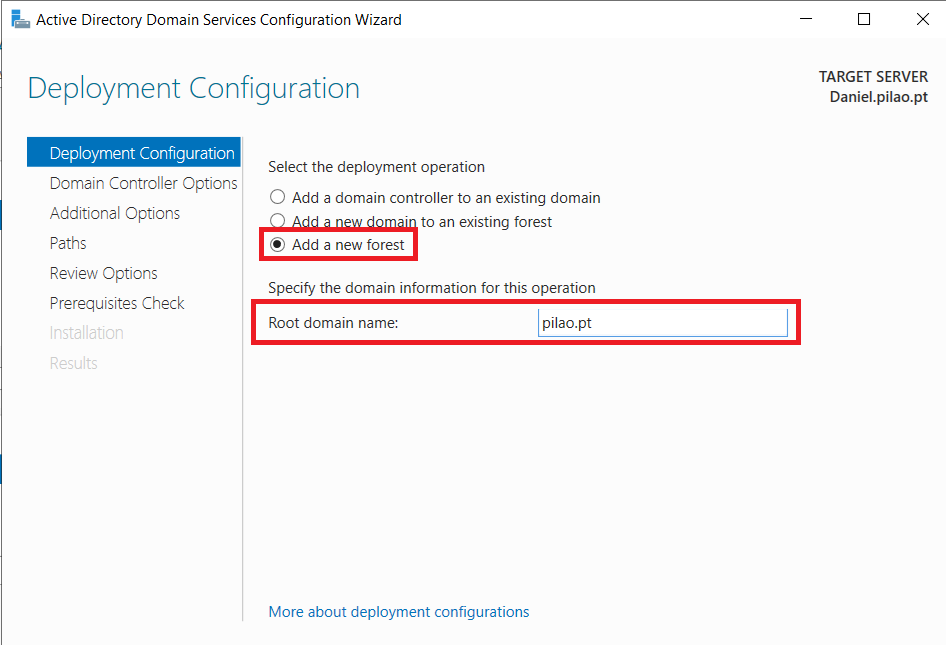 Active Directory Domain Services Configuration Wizard
Deployment Configuration
TARGET SERVER
Daniel.pilao.pt
Deployment Configuration
Domain Controller Options
Additional Options
Paths
Review Options
Prerequisites Check
Installation
Results
Select the deployment operation
Add a domain controller to an existing domain
Add a new domain to an existing forest
Add a new forest
Specify the domain information for this operation
Root domain name: pilao.pt
More about deployment configurations